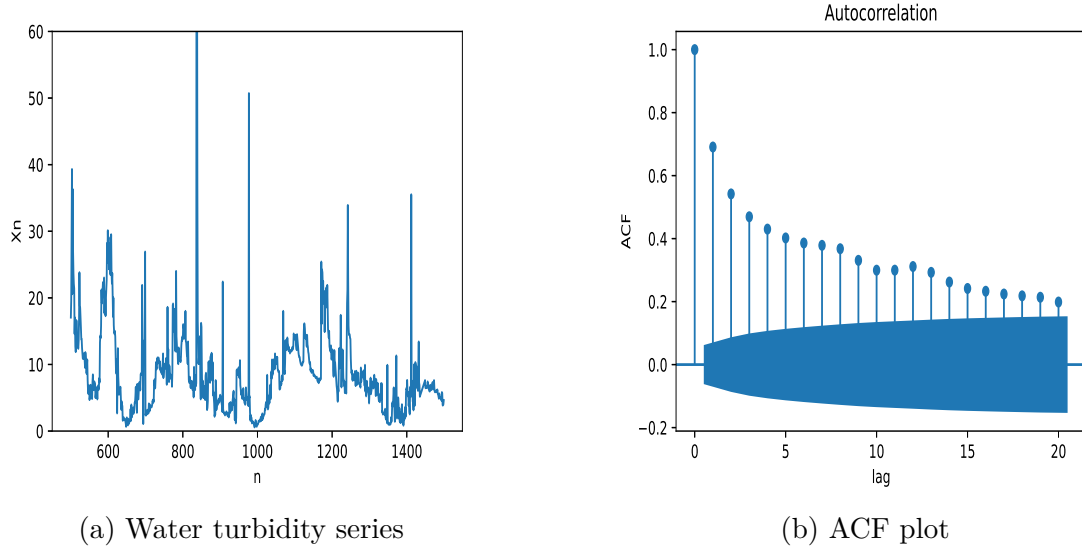 60
50
40
30
20
10
0
Xn
600 800 1000 1200 1400
n
(a) Water turbidity series
Autocorrelation
1.0
0.8
0.6
0.4
0.2
0.0
−0.2
ACF
0 5 10 15 20
lag
(b) ACF plot